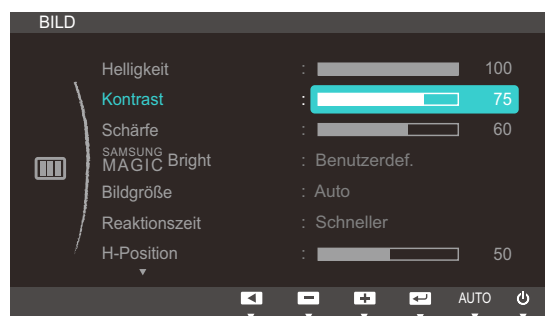 BILD
Helligkeit : 100
Kontrast : 75
Schärfe : 60
SAMSUNG MAGIC Bright : Benutzerdef.
Bildgröße : Auto
Reaktionszeit : Schneller
H-Position : 50
AUTO